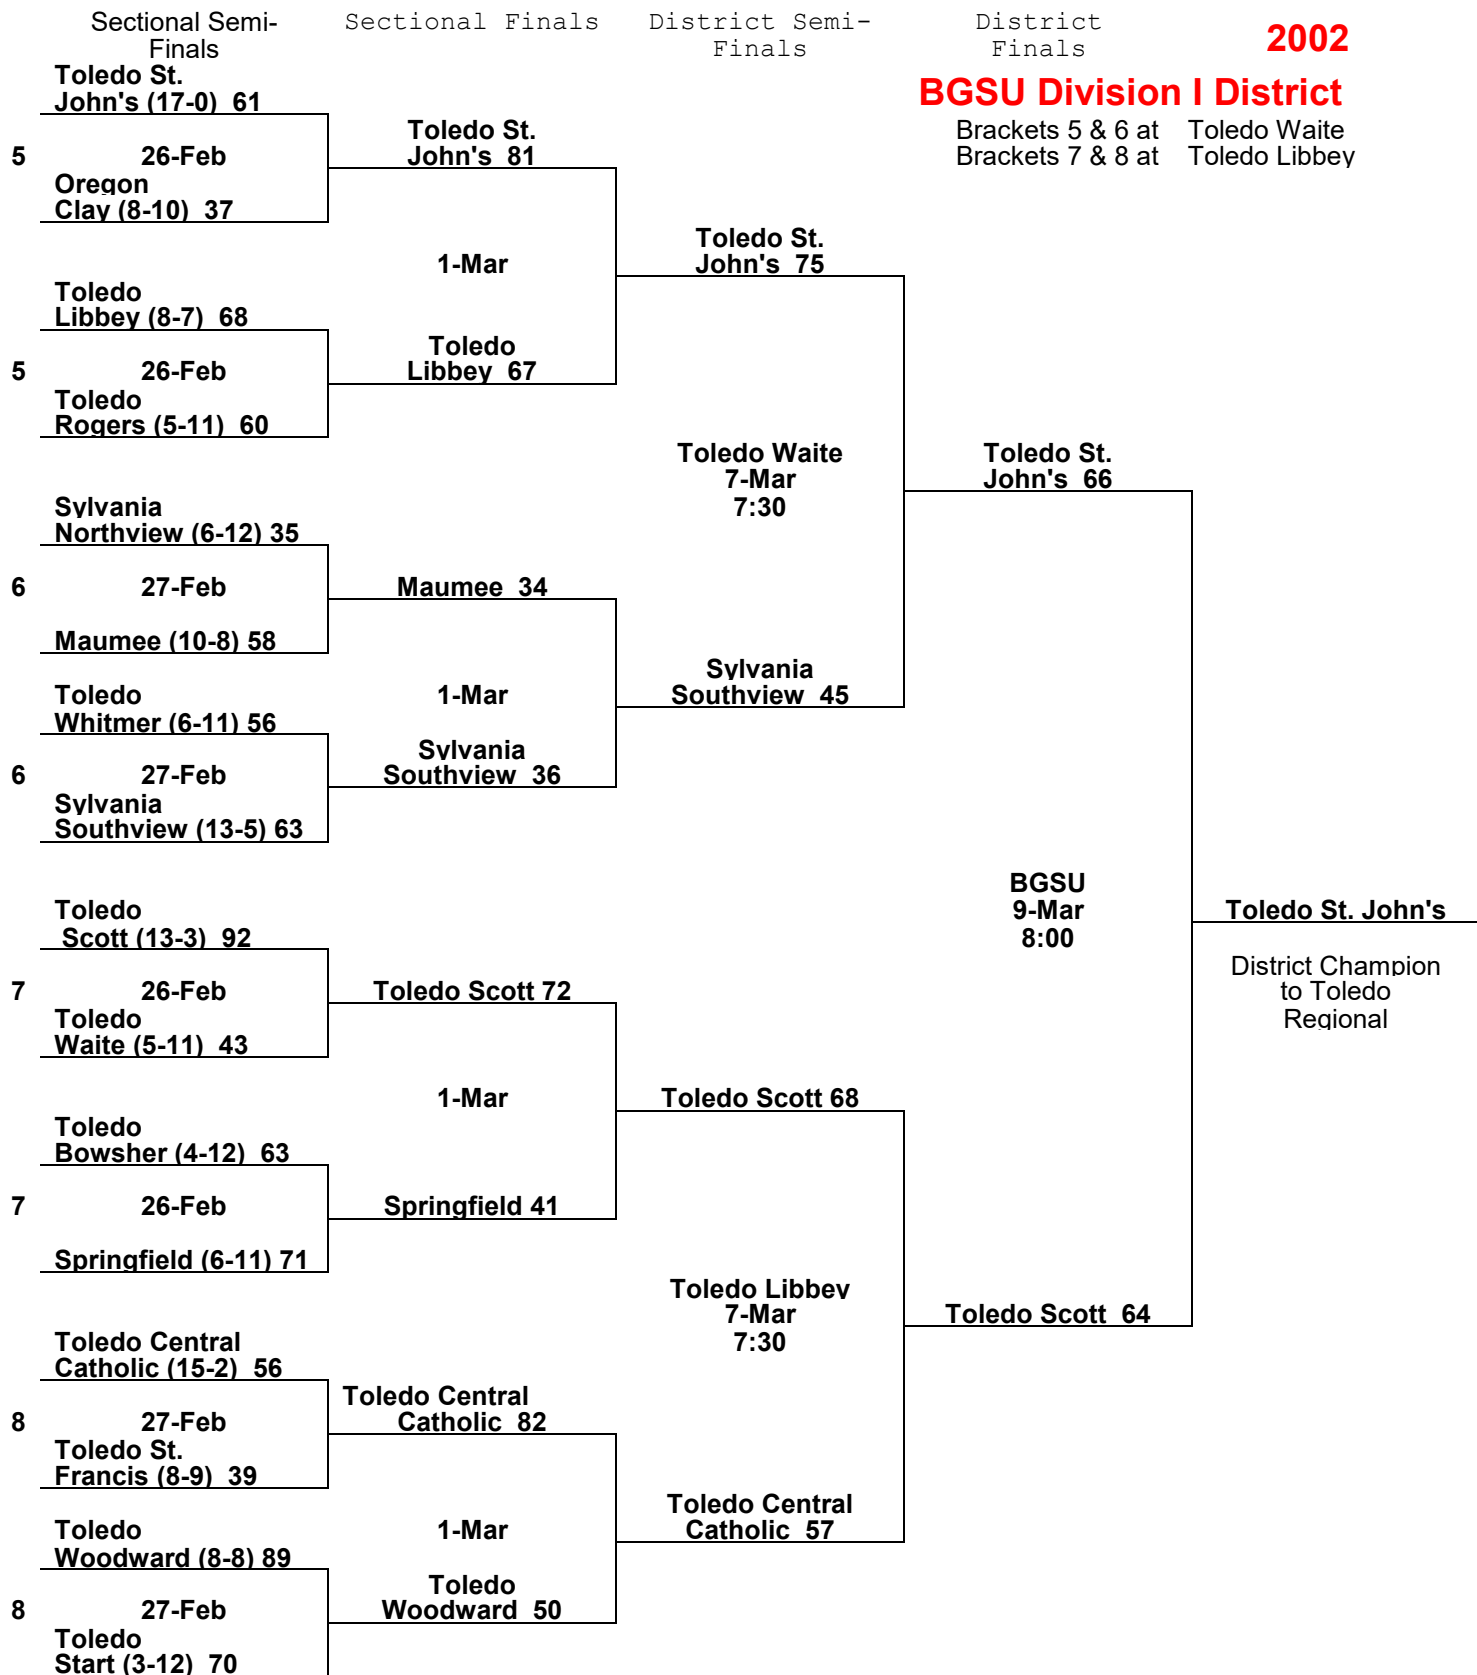 Sectional Semi-
Finals
Sectional Finals
District Semi-
Finals
District
Finals
2002
BGSU Division I District
Brackets 5 & 6 at Toledo Waite
Brackets 7 & 8 at Toledo Libbey
Toledo St.
John's (17-0) 61
5 26-Feb
Oregon
Clay (8-10) 37
Toledo
Libbey (8-7) 68
5 26-Feb
Toledo
Rogers (5-11) 60
Sylvania
Northview (6-12) 35
6 27-Feb
Maumee (10-8) 58
Toledo
Whitmer (6-11) 56
6 27-Feb
Sylvania
Southview (13-5) 63
Toledo
Scott (13-3) 92
7 26-Feb
Toledo
Waite (5-11) 43
Toledo
Bowsher (4-12) 63
7 26-Feb
Springfield (6-11) 71
Toledo Central
Catholic (15-2) 56
8 27-Feb
Toledo St.
Francis (8-9) 39
Toledo
Woodward (8-8) 89
8 27-Feb
Toledo
Start (3-12) 70
Toledo St.
John's 81
1-Mar
Toledo
Libbey 67
Maumee 34
1-Mar
Sylvania
Southview 36
Toledo Scott 72
1-Mar
Springfield 41
Toledo Central
Catholic 82
1-Mar
Toledo
Woodward 50
Toledo St.
John's 75
Toledo Waite
7-Mar
7:30
Sylvania
Southview 45
Toledo Scott 68
Toledo Libbey
7-Mar
7:30
Toledo Central
Catholic 57
Toledo St.
John's 66
BGSU
9-Mar
8:00
Toledo Scott 64
Toledo St. John's
District Champion
to Toledo
Regional